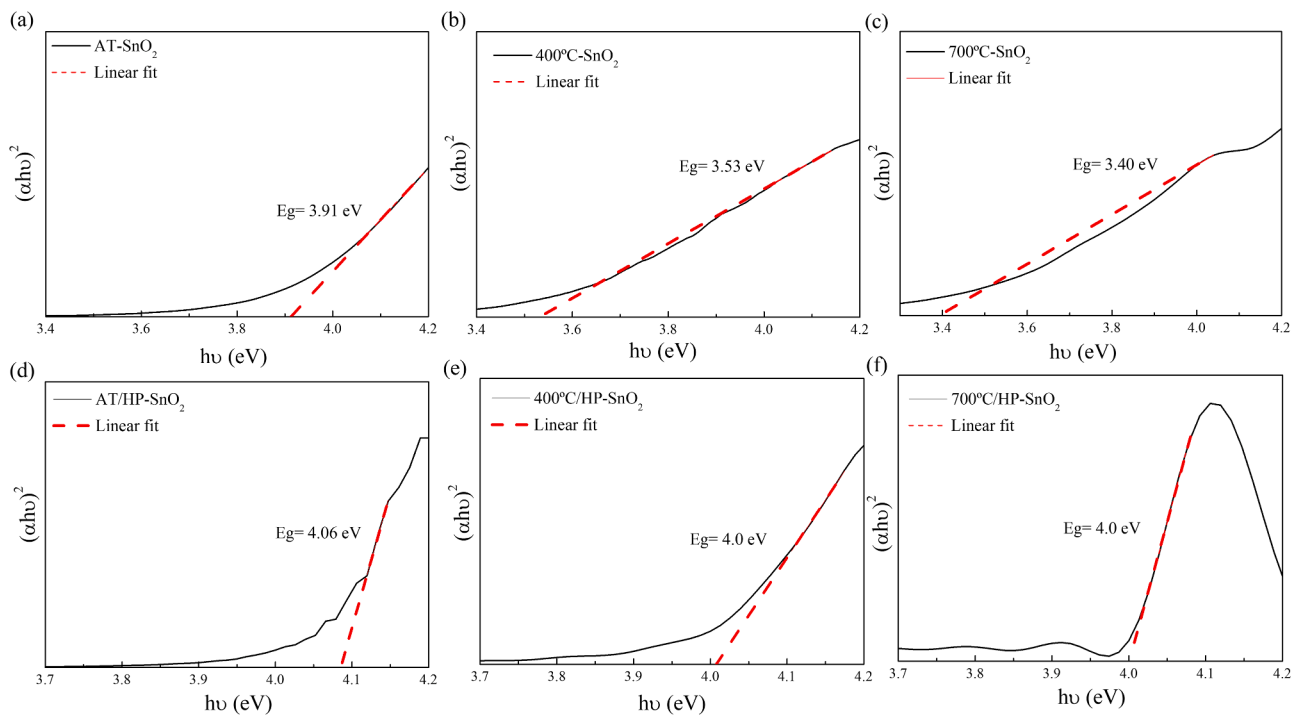 (a)
AT-SnO₂
Linear fit
Eg= 3.91 eV
(αhυ)²
3.4 3.6 3.8 4.0 4.2
hυ (eV)
(b)
400ºC-SnO₂
Linear fit
Eg= 3.53 eV
(αhυ)²
3.4 3.6 3.8 4.0 4.2
hυ (eV)
(c)
700ºC-SnO₂
Linear fit
Eg= 3.40 eV
(αhυ)²
3.4 3.6 3.8 4.0 4.2
hυ (eV)
(d)
AT/HP-SnO₂
Linear fit
Eg= 4.06 eV
(αhυ)²
3.7 3.8 3.9 4.0 4.1 4.2
hυ (eV)
(e)
400ºC/HP-SnO₂
Linear fit
Eg= 4.0 eV
(αhυ)²
3.7 3.8 3.9 4.0 4.1 4.2
hυ (eV)
(f)
700ºC/HP-SnO₂
Linear fit
Eg= 4.0 eV
(αhυ)²
3.7 3.8 3.9 4.0 4.1 4.2
hυ (eV)